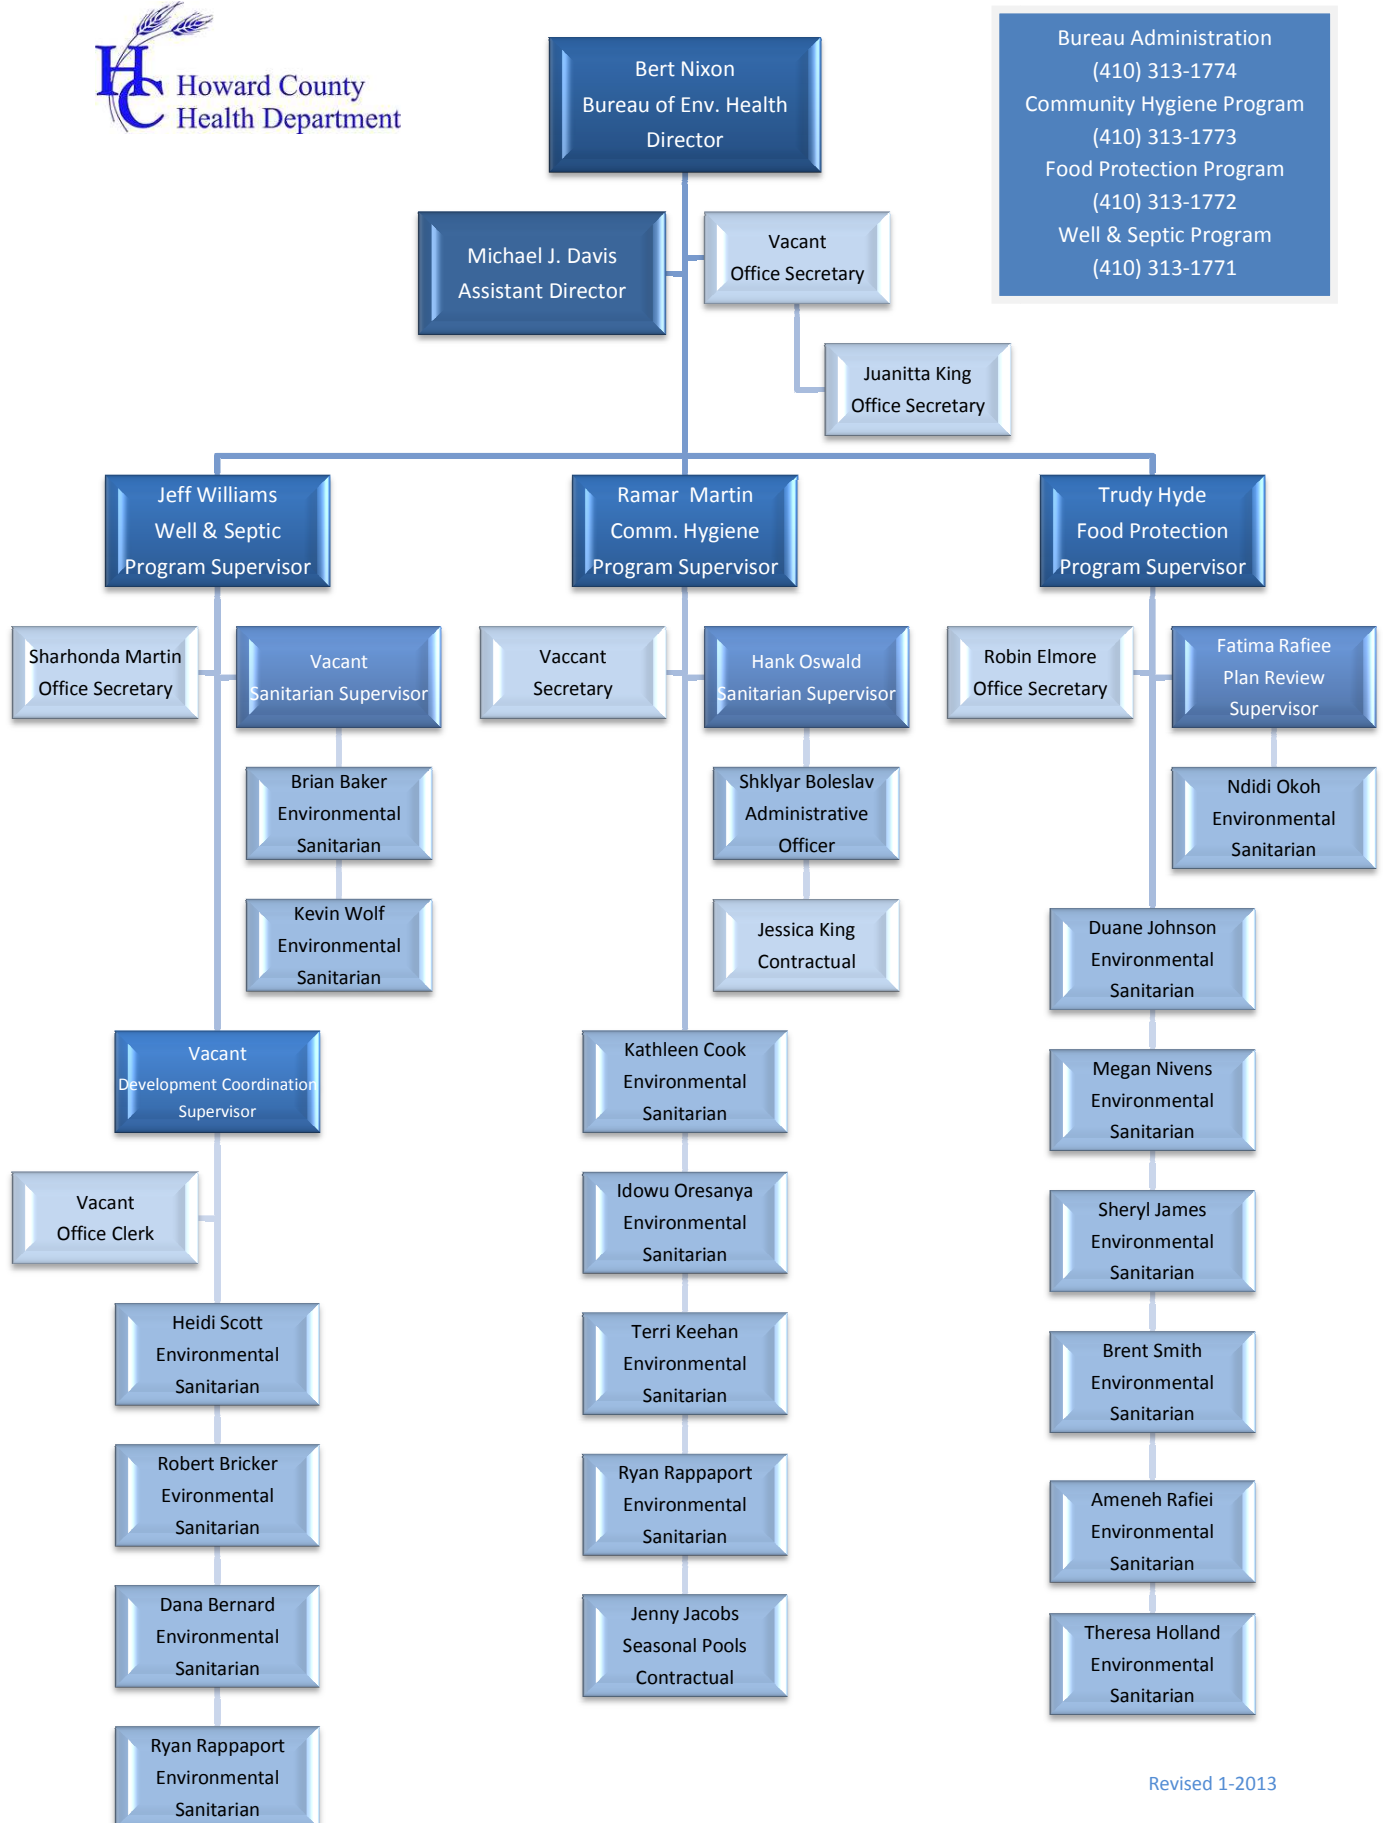 HC Howard County
Health Department
Bert Nixon
Bureau of Env. Health
Director
Bureau Administration
(410) 313-1774
Community Hygiene Program
(410) 313-1773
Food Protection Program
(410) 313-1772
Well & Septic Program
(410) 313-1771
Michael J. Davis
Assistant Director
Vacant
Office Secretary
Juanitta King
Office Secretary
Jeff Williams
Well & Septic
Program Supervisor
Ramar Martin
Comm. Hygiene
Program Supervisor
Trudy Hyde
Food Protection
Program Supervisor
Sharhonda Martin
Office Secretary
Vacant
Sanitarian Supervisor
Brian Baker
Environmental
Sanitarian
Kevin Wolf
Environmental
Sanitarian
Vacant
Development Coordination
Supervisor
Vacant
Office Clerk
Heidi Scott
Environmental
Sanitarian
Robert Bricker
Evironmental
Sanitarian
Dana Bernard
Environmental
Sanitarian
Ryan Rappaport
Environmental
Sanitarian
Vaccant
Secretary
Hank Oswald
Sanitarian Supervisor
Shklyar Boleslav
Administrative
Officer
Jessica King
Contractual
Kathleen Cook
Environmental
Sanitarian
Idowu Oresanya
Environmental
Sanitarian
Terri Keehan
Environmental
Sanitarian
Ryan Rappaport
Environmental
Sanitarian
Jenny Jacobs
Seasonal Pools
Contractual
Robin Elmore
Office Secretary
Fatima Rafiee
Plan Review
Supervisor
Ndidi Okoh
Environmental
Sanitarian
Duane Johnson
Environmental
Sanitarian
Megan Nivens
Environmental
Sanitarian
Sheryl James
Environmental
Sanitarian
Brent Smith
Environmental
Sanitarian
Ameneh Rafiei
Environmental
Sanitarian
Theresa Holland
Environmental
Sanitarian
Revised 1-2013